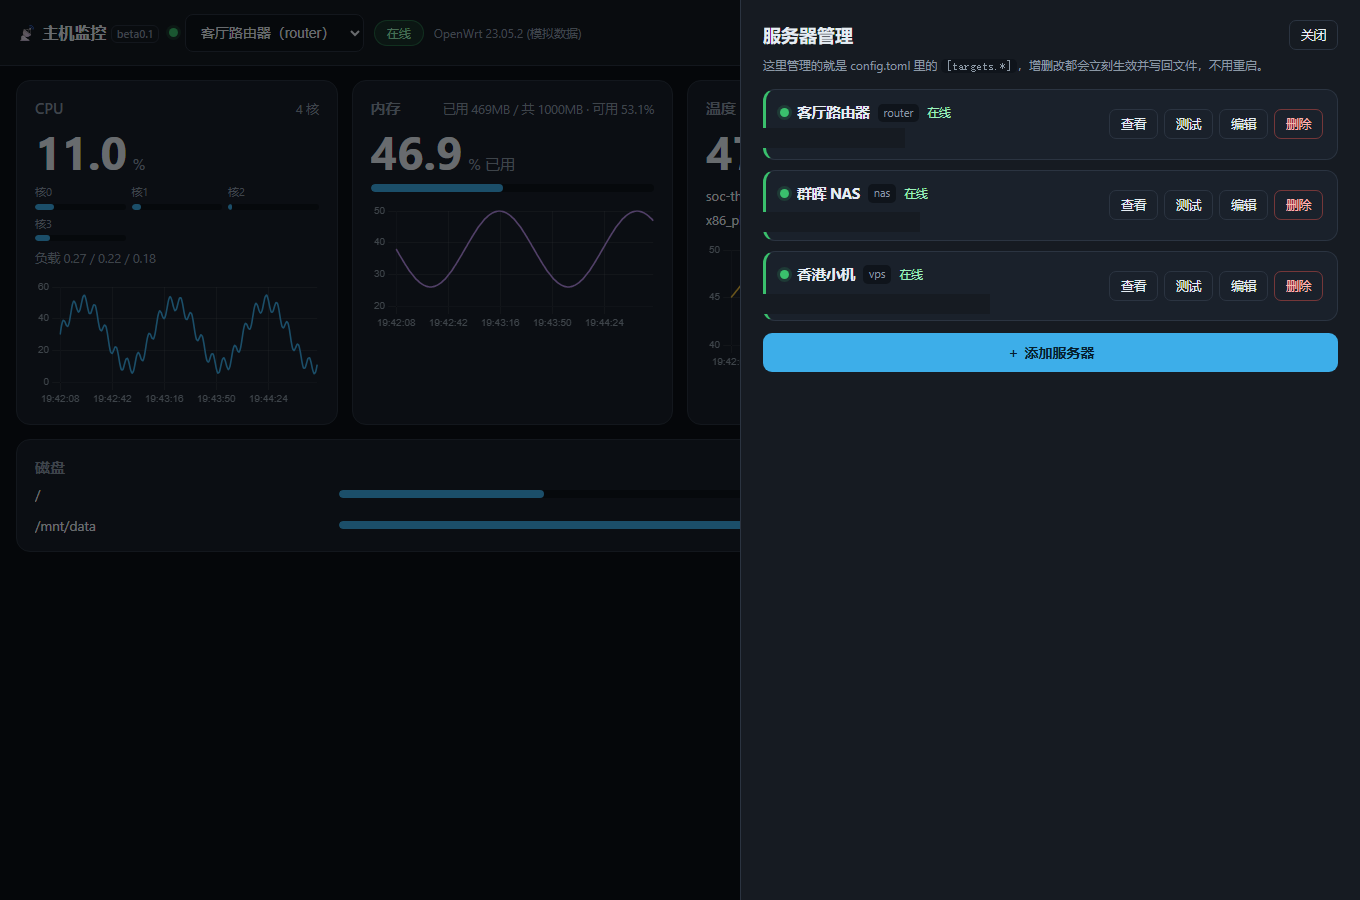 主机监控 beta0.1 客厅路由器（router） 在线 OpenWrt 23.05.2 (模拟数据)
CPU 4 核
11.0 %
核0 核1 核2
核3
负载 0.27 / 0.22 / 0.18
60
40
20
0
19:42:08 19:42:42 19:43:16 19:43:50 19:44:24
内存 已用 469MB / 共 1000MB · 可用 53.1%
46.9 % 已用
50
40
30
20
19:42:08 19:42:42 19:43:16 19:43:50 19:44:24
温度
soc-th
x86_p
50
45
40
磁盘
/
/mnt/data
服务器管理 关闭
这里管理的就是 config.toml 里的 [targets.*] ，增删改都会立刻生效并写回文件，不用重启。
客厅路由器 router 在线 查看 测试 编辑 删除
群晖 NAS nas 在线 查看 测试 编辑 删除
香港小机 vps 在线 查看 测试 编辑 删除
+ 添加服务器